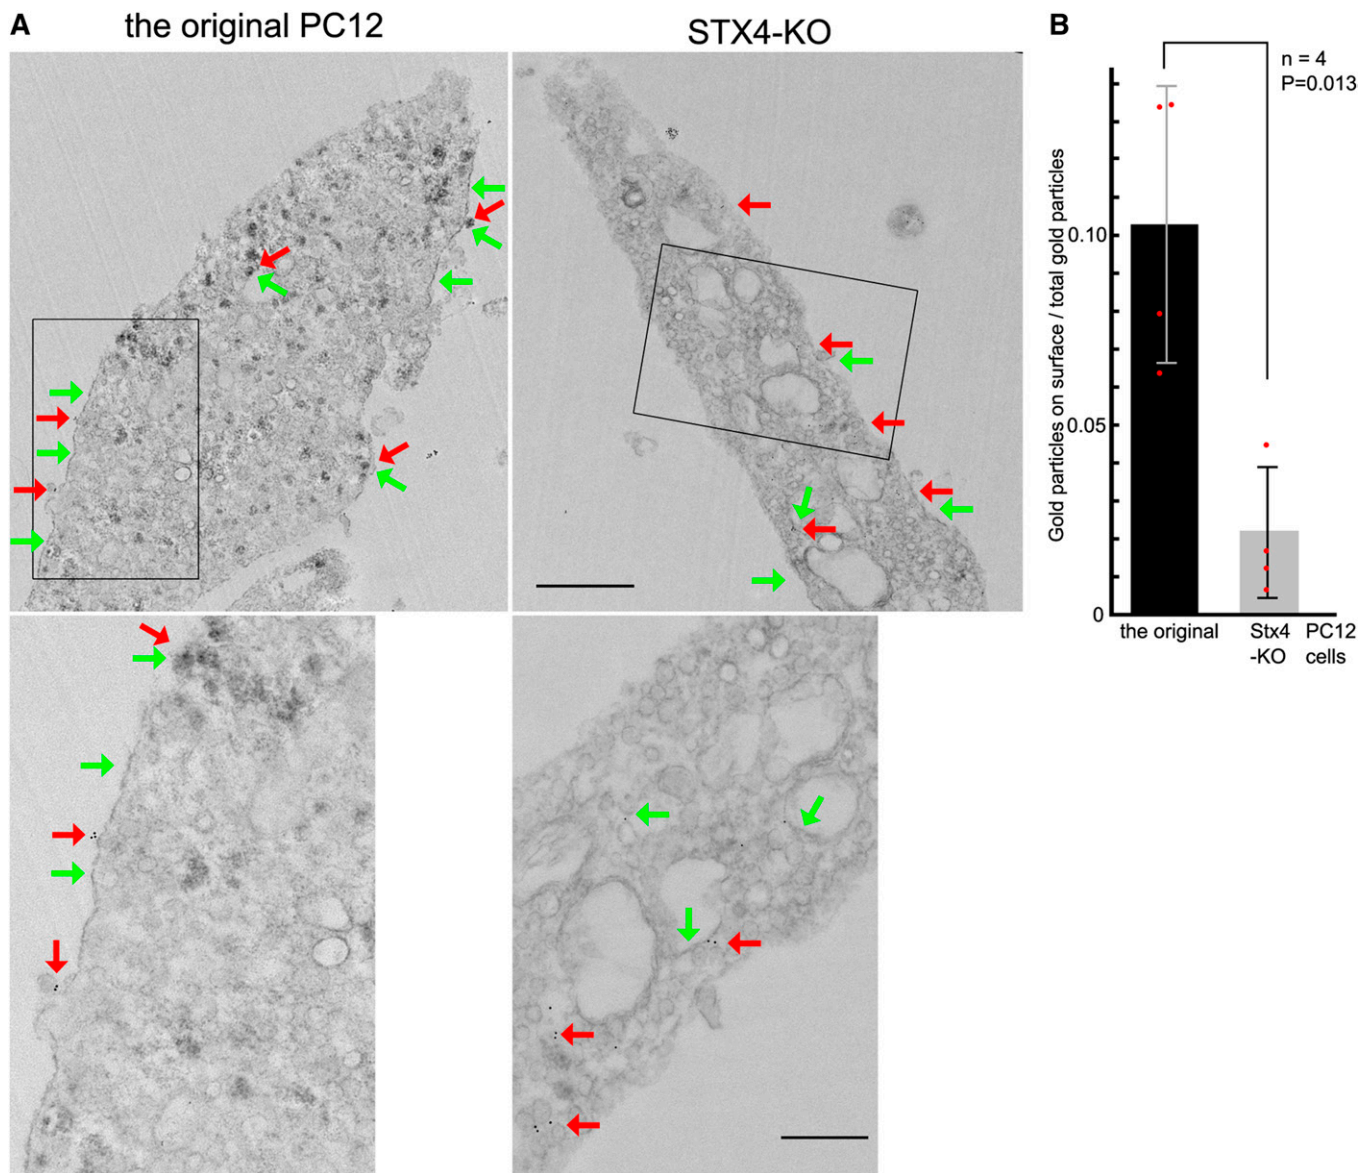 A
the original PC12
STX4-KO
B
n = 4
P=0.013
Gold particles on surface / total gold particles
0.10
0.05
0
the original
Stx4
-KO
PC12
cells